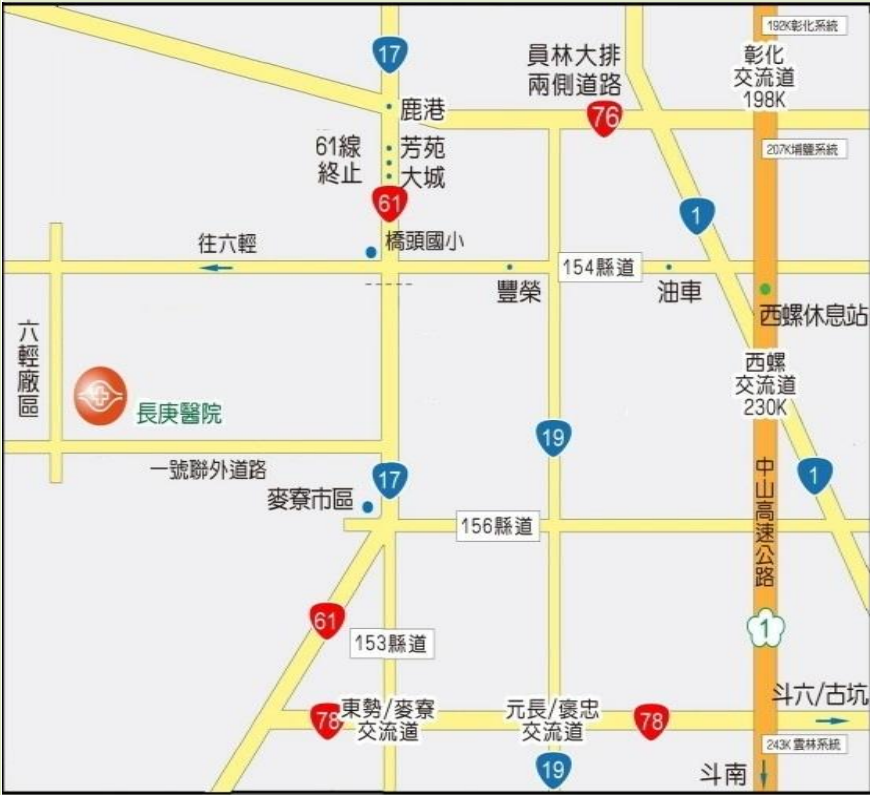 192K彰化系統
17
員林大排
兩側道路
彰化
交流道
198K
鹿港
76
61線
終止
芳苑
大城
207K埔鹽系統
61
1
往六輕
橋頭國小
154縣道
豐榮
油車
西螺休息站
六輕廠區
長庚醫院
西螺
交流道
230K
19
一號聯外道路
17
1
麥寮市區
156縣道
中山高速公路
61
153縣道
1
斗六/古坑
78
東勢/麥寮
交流道
元長/褒忠
交流道
78
243K雲林系統
19
斗南